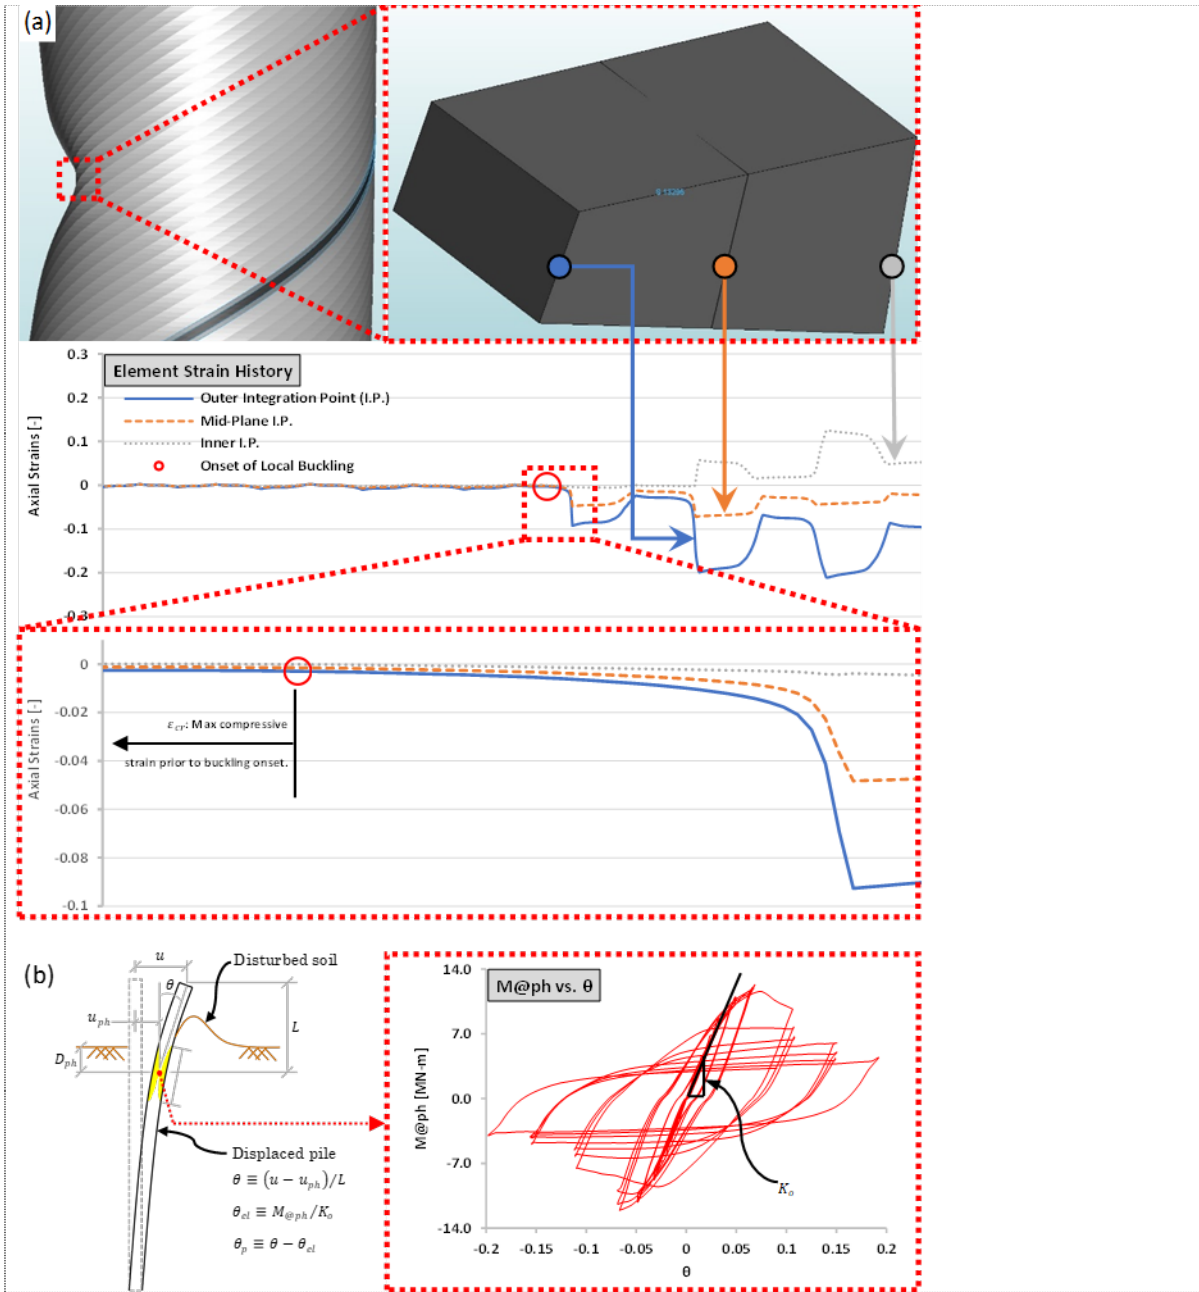 (a)
0.13286
0.3
0.2
0.1
0
-0.1
-0.2
-0.3
Axial Strains [-]
Element Strain History
Outer Integration Point (I.P.)
Mid-Plane I.P.
Inner I.P.
Onset of Local Buckling
0
-0.02
-0.04
-0.06
-0.08
-0.1
Axial Strains [-]
εcr: Max compressive
strain prior to buckling onset.
(b)
u
Disturbed soil
θ
uph
L
Dph
Displaced pile
θ ≡ (u − uph)/L
θel ≡ M@ph/Ko
θp ≡ θ − θel
M@ph vs. θ
14.0
7.0
0.0
-7.0
-14.0
M@ph [MN-m]
Ko
-0.2 -0.15 -0.1 -0.05 0 0.05 0.1 0.15 0.2
θ